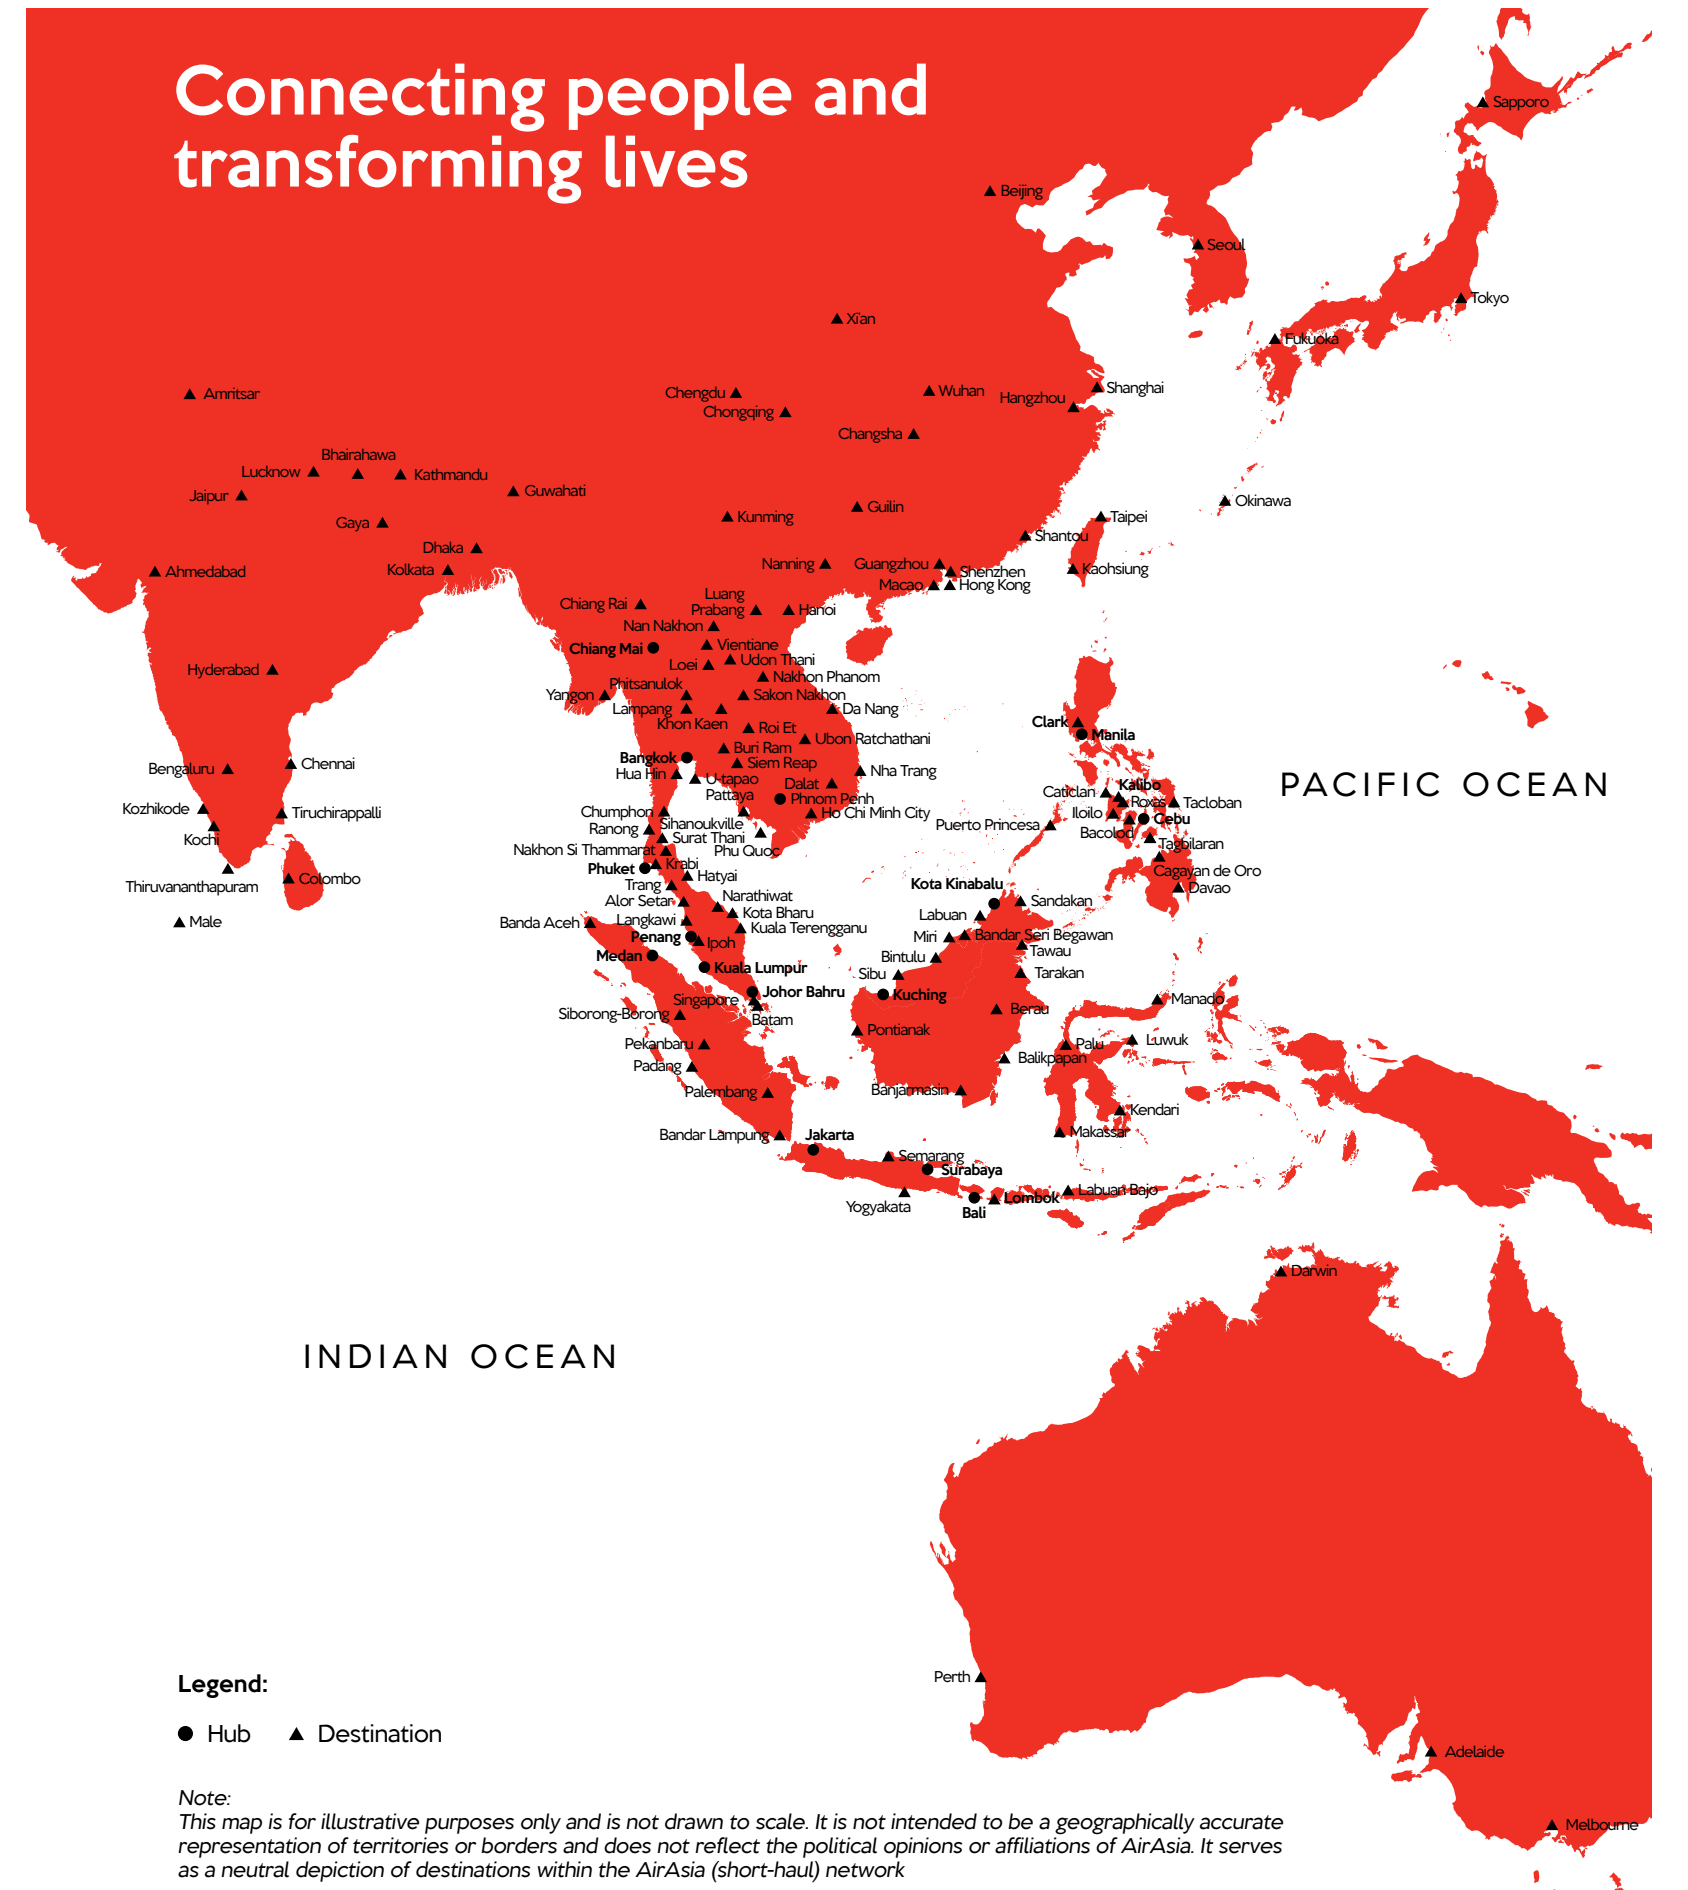 Connecting people and
transforming lives
Sapporo
Beijing
Seoul
Tokyo
Xi'an
Fukuoka
Shanghai
Amritsar
Chengdu
Wuhan
Hangzhou
Chongqing
Changsha
Bhairahawa
Lucknow
Kathmandu
Guwahati
Jaipur
Okinawa
Guilin
Gaya
Kunming
Taipei
Shantou
Dhaka
Nanning
Guangzhou
Kolkata
Ahmedabad
Shenzhen
Kaohsiung
Macao
Hong Kong
Luang
Prabang
Chiang Rai
Hanoi
Nan Nakhon
Chiang Mai
Vientiane
Udon Thani
Loei
Hyderabad
Nakhon Phanom
Phitsanulok
Yangon
Sakon Nakhon
Lampang
Da Nang
Khon Kaen
Roi Et
Clark
Manila
Ubon Ratchathani
Buri Ram
Bangkok
Siem Reap
Chennai
Bengaluru
Hua Hin
U-tapao
Pattaya
Nha Trang
Dalat
PACIFIC OCEAN
Kalibo
Caticlan
Phnom Penh
Roxas
Tacloban
Kozhikode
Tiruchirappalli
Chumphon
Ho Chi Minh City
Iloilo
Cebu
Sihanoukville
Puerto Princesa
Ranong
Bacolod
Kochi
Surat Thani
Tagbilaran
Nakhon Si Thammarat
Phu Quoc
Krabi
Phuket
Cagayan de Oro
Hatyai
Colombo
Trang
Kota Kinabalu
Davao
Thiruvananthapuram
Narathiwat
Alor Setar
Sandakan
Kota Bharu
Labuan
Male
Banda Aceh
Langkawi
Kuala Terengganu
Penang
Ipoh
Miri
Bandar Seri Begawan
Tawau
Medan
Bintulu
Kuala Lumpur
Sibu
Tarakan
Johor Bahru
Kuching
Singapore
Manado
Berau
Siborong-Borong
Batam
Pontianak
Luwuk
Pekanbaru
Palu
Balikpapan
Padang
Palembang
Banjarmasin
Kendari
Makassar
Bandar Lampung
Jakarta
Semarang
Surabaya
Labuan Bajo
Lombok
Yogyakata
Bali
Darwin
INDIAN OCEAN
Perth
Legend:
Hub
Destination
Adelaide
Melbourne
Note:
This map is for illustrative purposes only and is not drawn to scale. It is not intended to be a geographically accurate
representation of territories or borders and does not reflect the political opinions or affiliations of AirAsia. It serves
as a neutral depiction of destinations within the AirAsia (short-haul) network